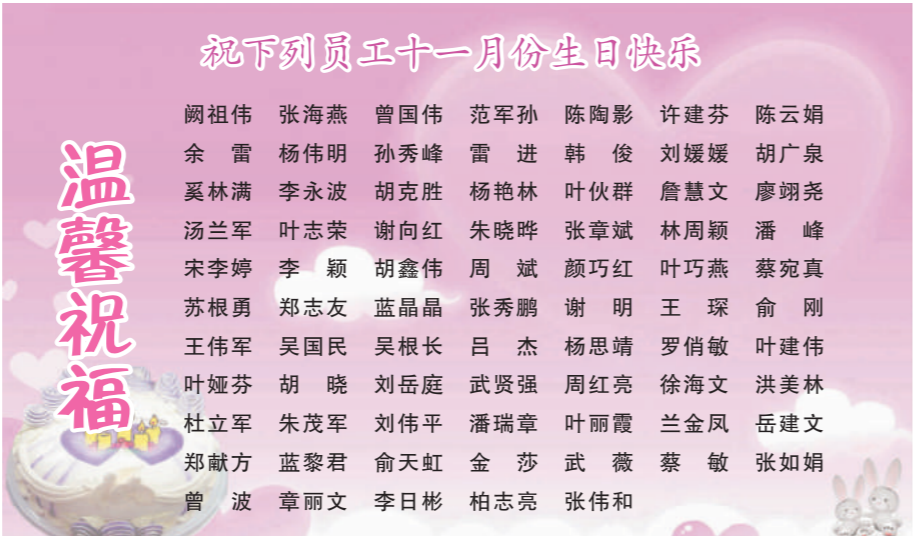 祝下列员工十一月份生日快乐
温馨祝福
阙祖伟 张海燕 曾国伟 范军孙 陈陶影 许建芬 陈云娟
余 雷 杨伟明 孙秀峰 雷 进 韩 俊 刘媛媛 胡广泉
奚林满 李永波 胡克胜 杨艳林 叶伙群 詹慧文 廖翊尧
汤兰军 叶志荣 谢向红 朱晓晔 张章斌 林周颖 潘 峰
宋李婷 李 颖 胡鑫伟 周 斌 颜巧红 叶巧燕 蔡宛真
苏根勇 郑志友 蓝晶晶 张秀鹏 谢 明 王 琛 俞 刚
王伟军 吴国民 吴根长 吕 杰 杨思靖 罗俏敏 叶建伟
叶娅芬 胡 晓 刘岳庭 武贤强 周红亮 徐海文 洪美林
杜立军 朱茂军 刘伟平 潘瑞章 叶丽霞 兰金凤 岳建文
郑献方 蓝黎君 俞天虹 金 莎 武 薇 蔡 敏 张如娟
曾 波 章丽文 李日彬 柏志亮 张伟和